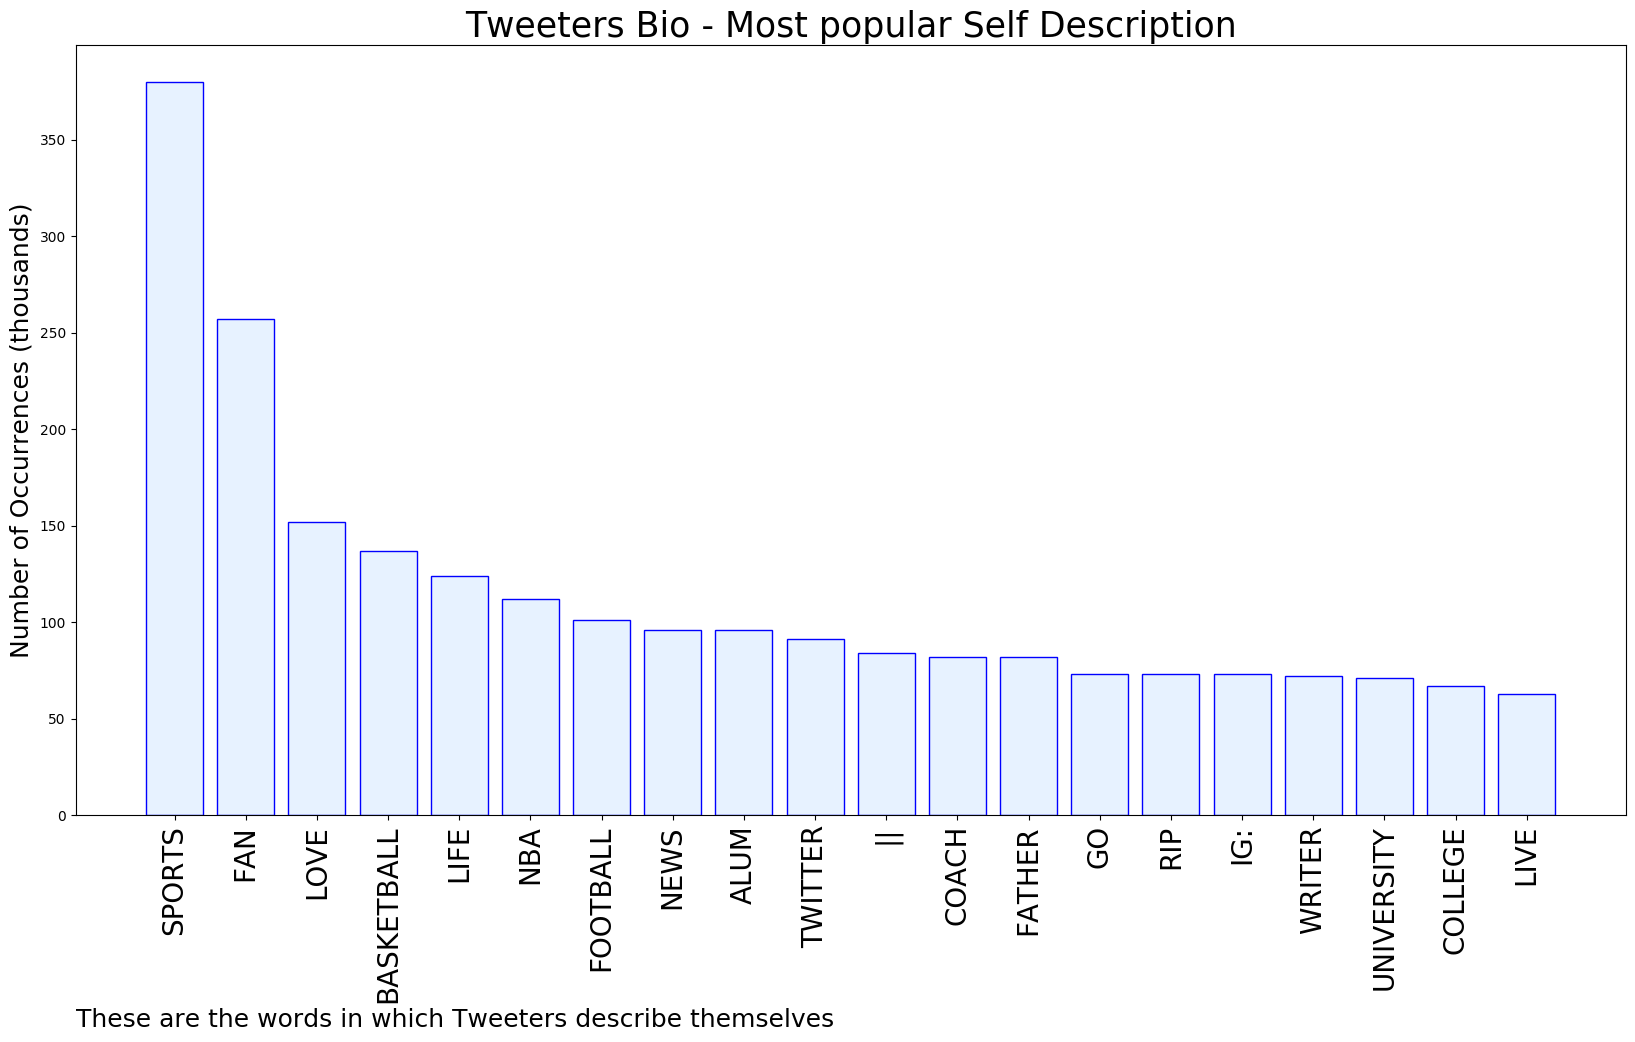 Tweeters Bio - Most popular Self Description
Number of Occurrences (thousands)
350
300
250
200
150
100
50
0
SPORTS
FAN
LOVE
BASKETBALL
LIFE
NBA
FOOTBALL
NEWS
ALUM
TWITTER
||
COACH
FATHER
GO
RIP
IG:
WRITER
UNIVERSITY
COLLEGE
LIVE
These are the words in which Tweeters describe themselves